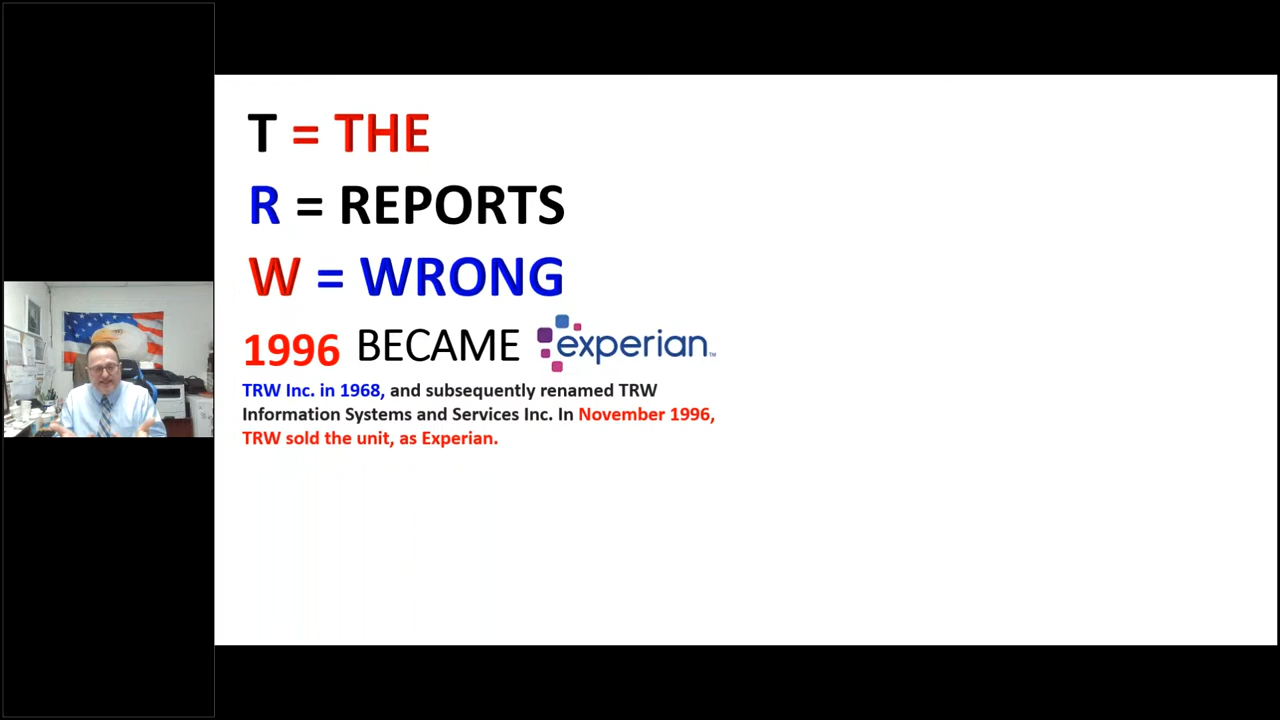 T = THE
R = REPORTS
W = WRONG
1996 BECAME experian™
TRW Inc. in 1968, and subsequently renamed TRW
Information Systems and Services Inc. In November 1996,
TRW sold the unit, as Experian.